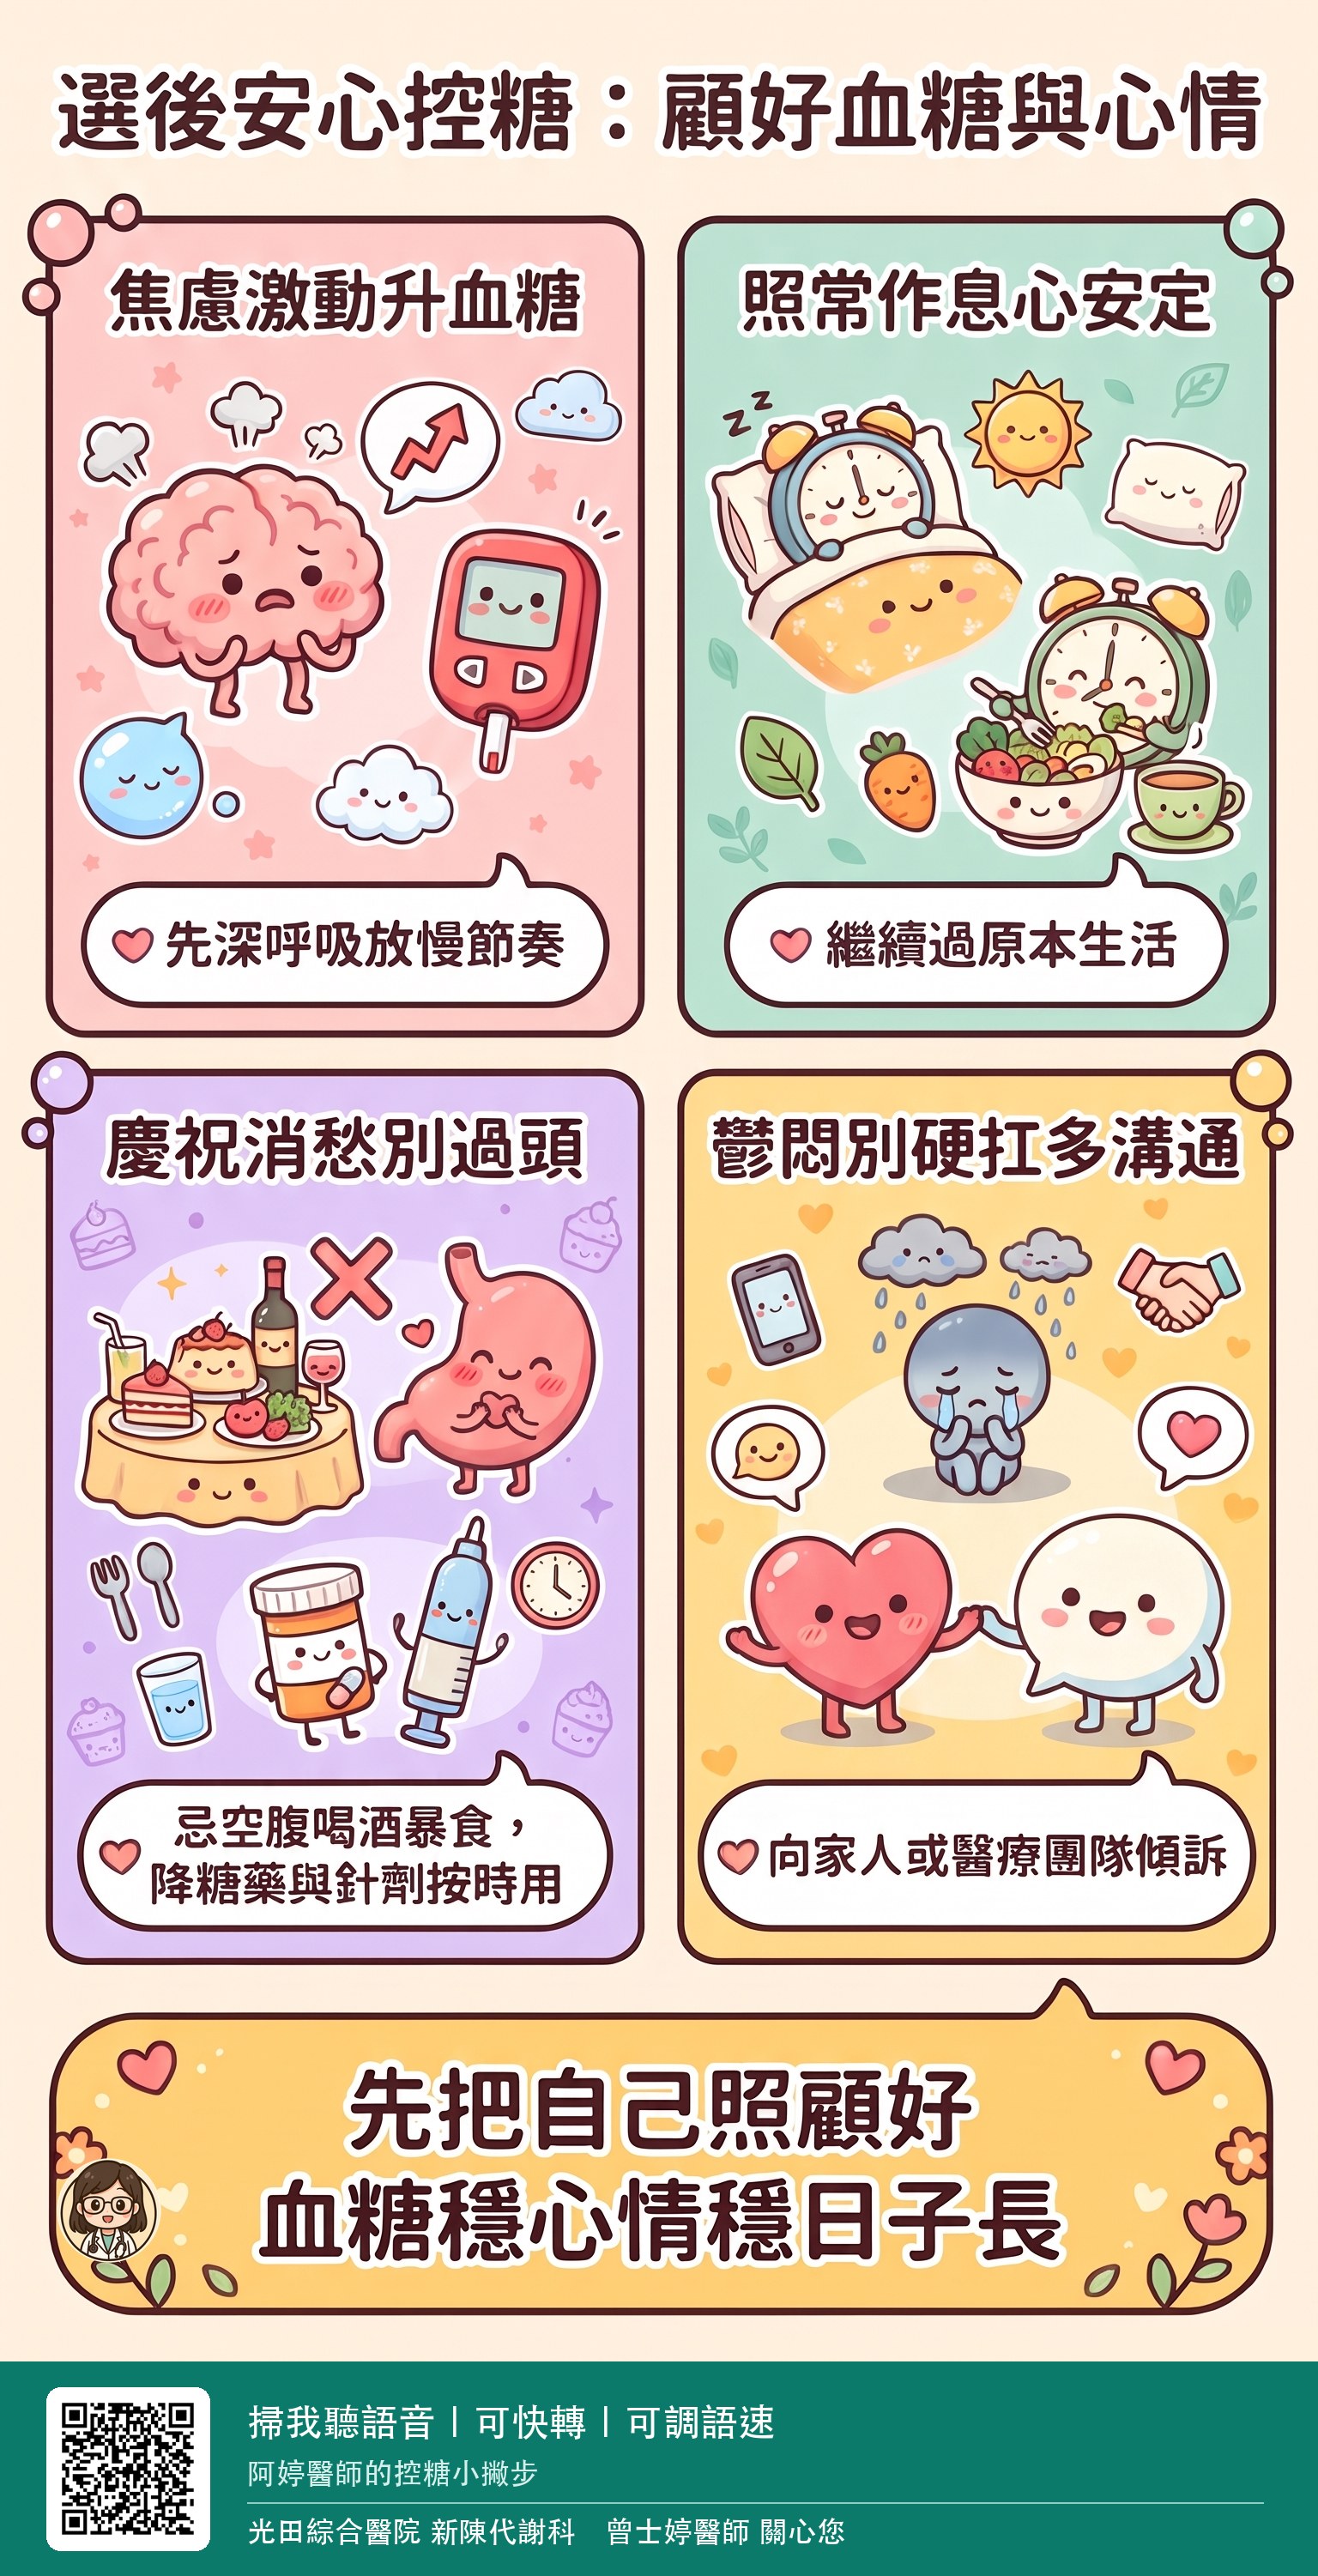 選後安心控糖：顧好血糖與心情
焦慮激動升血糖
先深呼吸放慢節奏
照常作息心安定
zzz
繼續過原本生活
慶祝消愁別過頭
忌空腹喝酒暴食，
降糖藥與針劑按時用
鬱悶別硬扛多溝通
向家人或醫療團隊傾訴
先把自己照顧好
血糖穩心情穩日子長
掃我聽語音｜可快轉｜可調語速
阿婷醫師的控糖小撇步
光田綜合醫院 新陳代謝科　曾士婷醫師 關心您